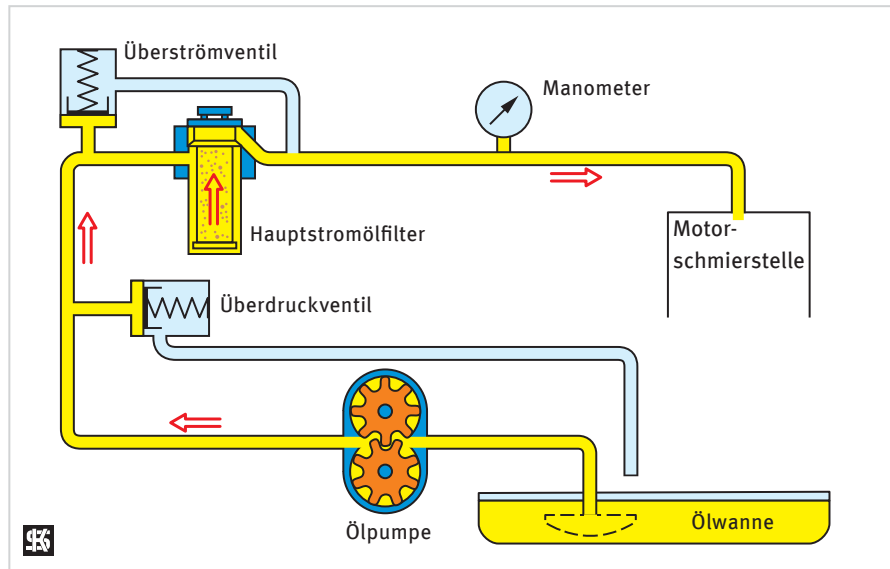 Überströmventil
Manometer
Hauptstromölfilter
Motor-
schmierstelle
Überdruckventil
Ölpumpe
Ölwanne